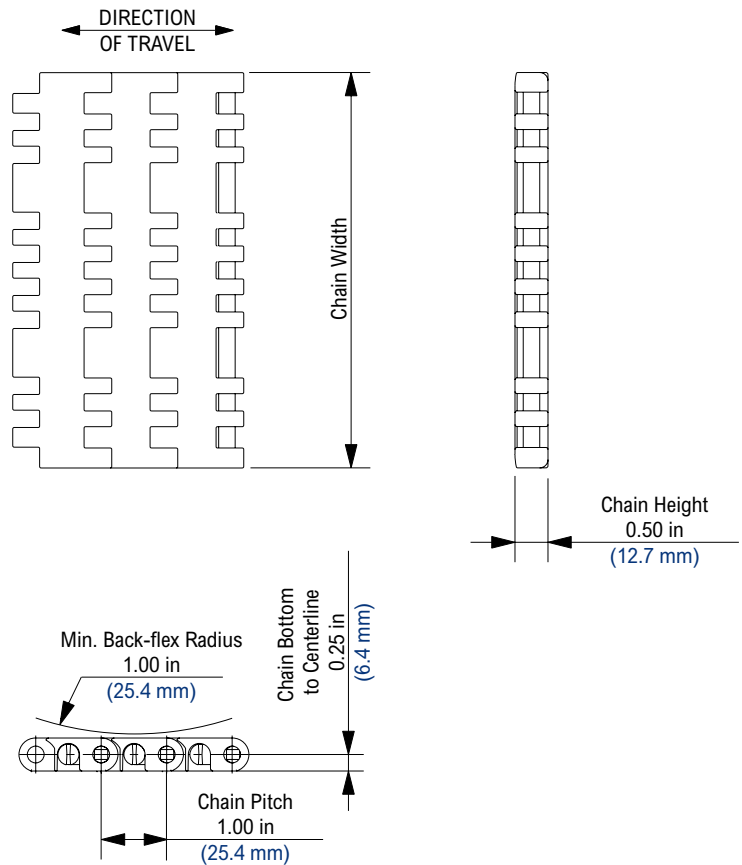 DIRECTION
OF TRAVEL
Chain Width
Chain Height
0.50 in
(12.7 mm)
Chain Bottom
to Centerline
0.25 in
(6.4 mm)
Min. Back-flex Radius
1.00 in
(25.4 mm)
Chain Pitch
1.00 in
(25.4 mm)